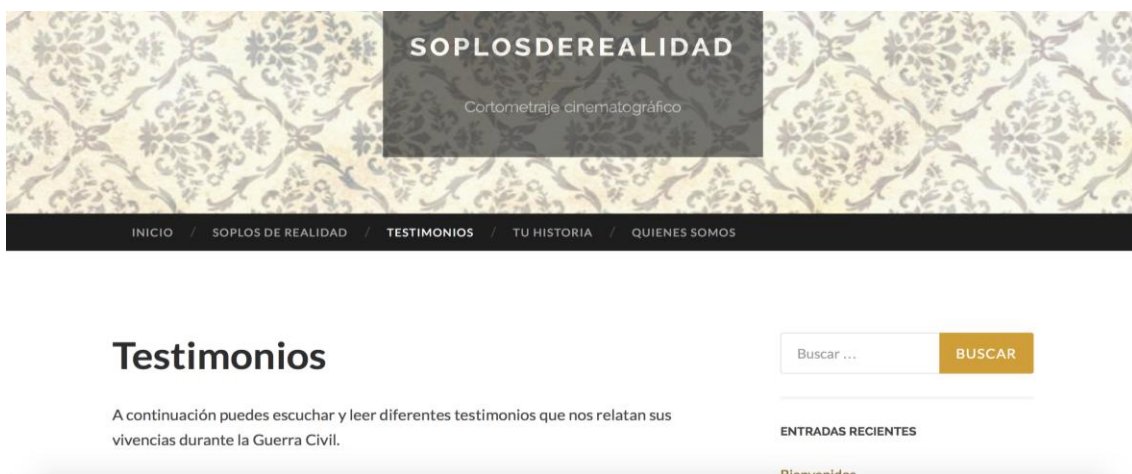 SOPLOSDEREALIDAD
Cortometraje cinematográfico
INICIO / SOPLOS DE REALIDAD / TESTIMONIOS / TU HISTORIA / QUIENES SOMOS
Testimonios
A continuación puedes escuchar y leer diferentes testimonios que nos relatan sus
vivencias durante la Guerra Civil.
Buscar ...
BUSCAR
ENTRADAS RECIENTES
Bienvenidos